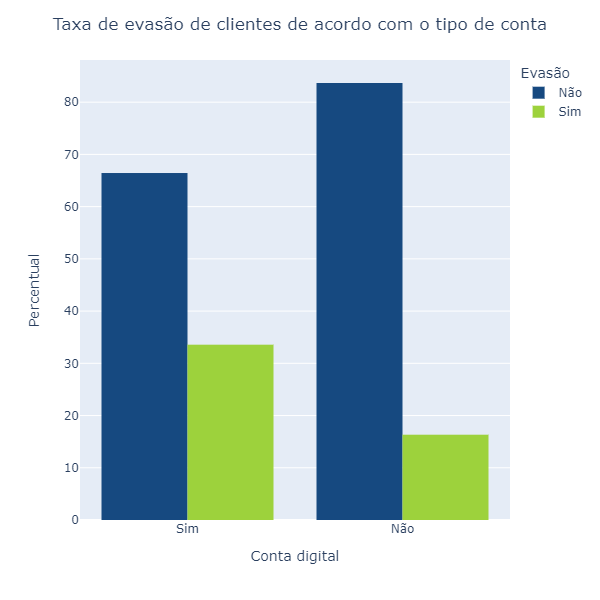 Taxa de evasão de clientes de acordo com o tipo de conta
Evasão
Não
Sim
Percentual
80
70
60
50
40
30
20
10
0
Sim
Não
Conta digital